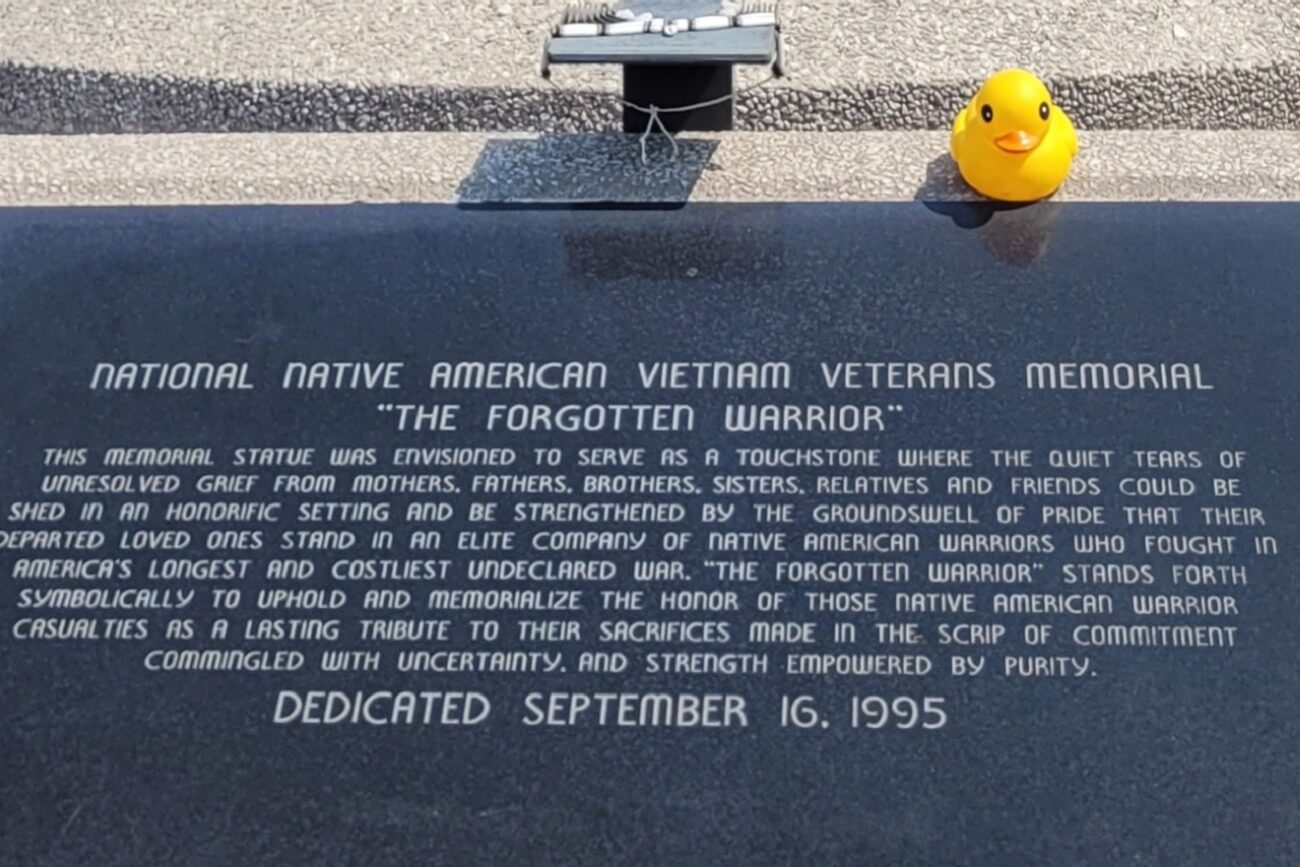 NATIONAL NATIVE AMERICAN VIETNAM VETERANS MEMORIAL
"THE FORGOTTEN WARRIOR"
THIS MEMORIAL STATUE WAS ENVISIONED TO SERVE AS A TOUCHSTONE WHERE THE QUIET TEARS OF
UNRESOLVED GRIEF FROM MOTHERS, FATHERS, BROTHERS, SISTERS, RELATIVES AND FRIENDS COULD BE
SHED IN AN HONORIFIC SETTING AND BE STRENGTHENED BY THE GROUNDSWELL OF PRIDE THAT THEIR
DEPARTED LOVED ONES STAND IN AN ELITE COMPANY OF NATIVE AMERICAN WARRIORS WHO FOUGHT IN
AMERICA'S LONGEST AND COSTLIEST UNDECLARED WAR. "THE FORGOTTEN WARRIOR" STANDS FORTH
SYMBOLICALLY TO UPHOLD AND MEMORIALIZE THE HONOR OF THOSE NATIVE AMERICAN WARRIOR
CASUALTIES AS A LASTING TRIBUTE TO THEIR SACRIFICES MADE IN THE SCRIP OF COMMITMENT
COMMINGLED WITH UNCERTAINTY, AND STRENGTH EMPOWERED BY PURITY.
DEDICATED SEPTEMBER 16, 1995